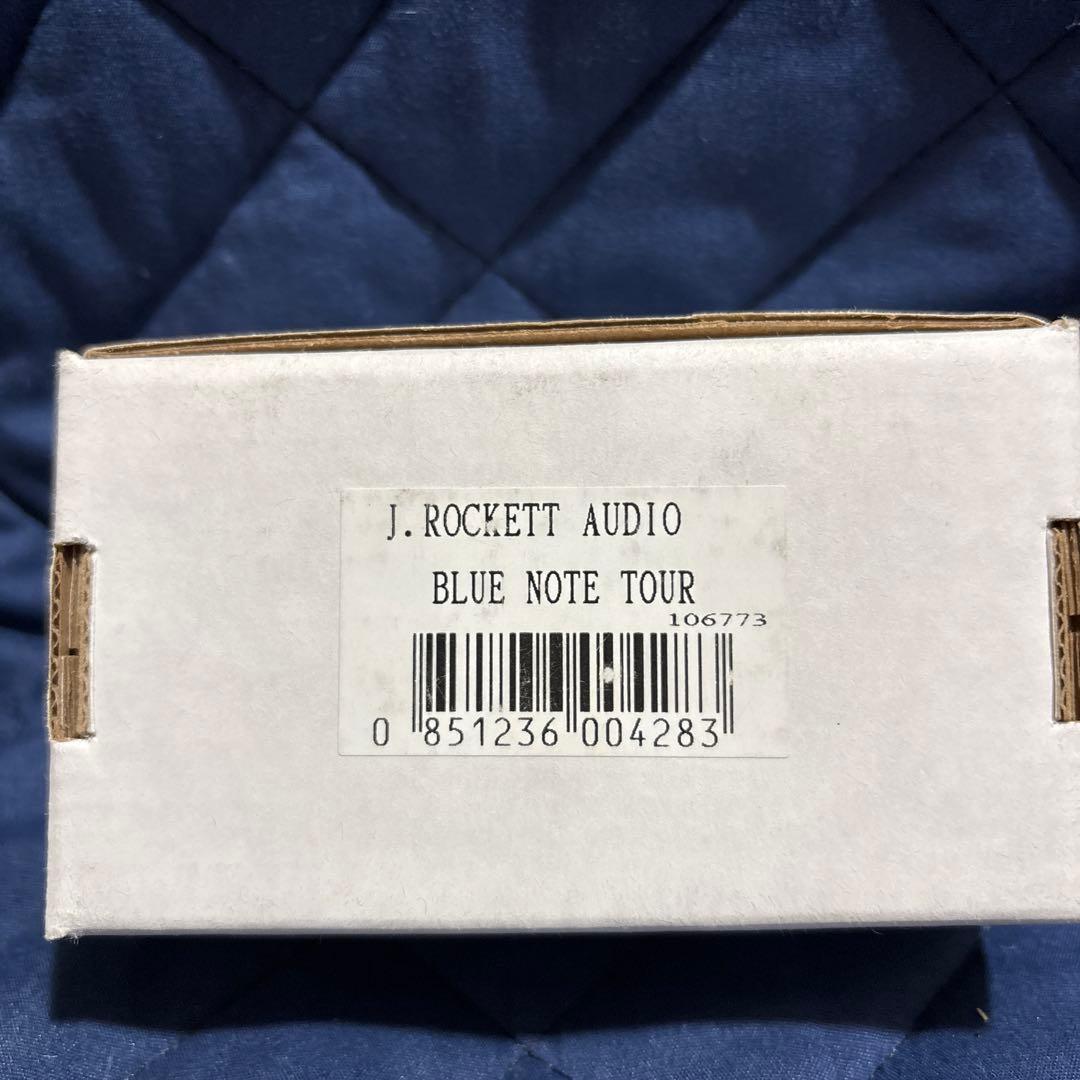 J. ROCKETT AUDIO
BLUE NOTE TOUR
106773
0 851236 004283